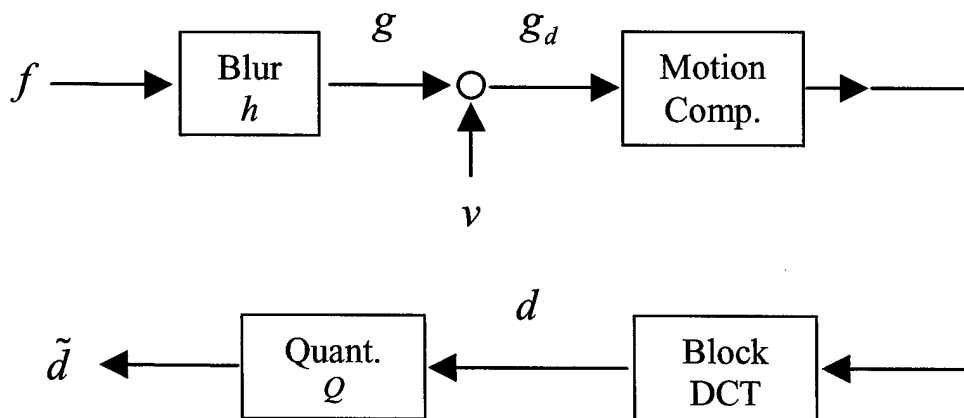 g
g_d
f
Blur
h
Motion
Comp.
v
d
d̃
Quant.
Q
Block
DCT